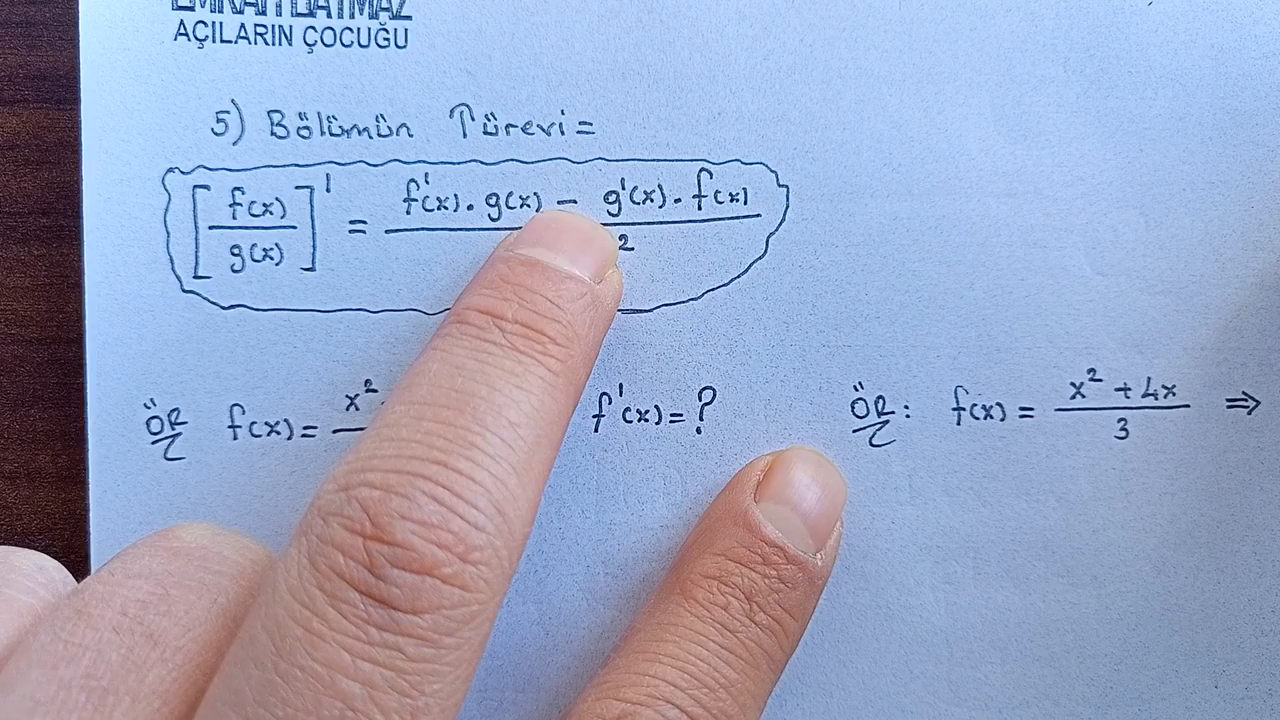 AÇILARIN ÇOCUĞU
5) Bölümün Türevi=
[f(x)/g(x)]' = f'(x).g(x) - g'(x).f(x) / 2
ÖR f(x)= x² f'(x)=?
ÖR: f(x)= x²+4x / 3 ⇒